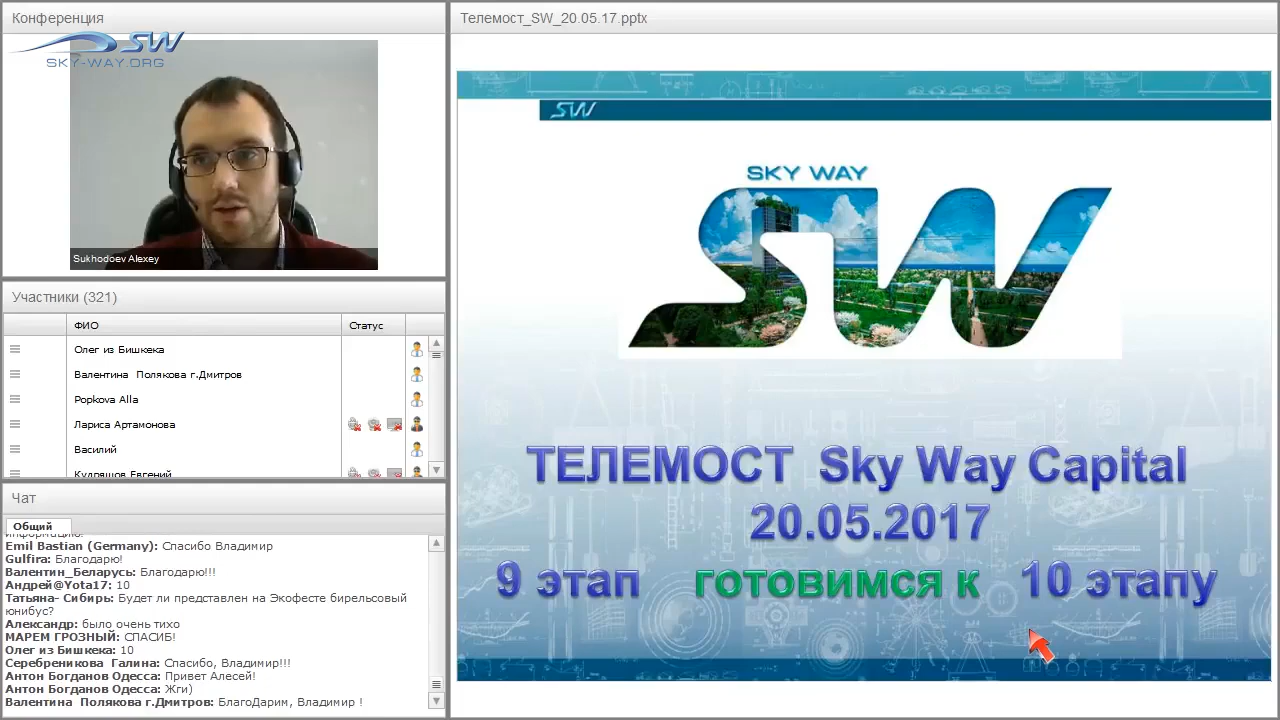 Конференция
SW
SKY-WAY.ORG
Sukhodoev Alexey
Участники (321)
ФИО Статус
Олег из Бишкека
Валентина Полякова г.Дмитров
Popkova Alla
Лариса Артамонова
Василий
Кудряшов Евгений
Чат
Общий
информацию!
Emil Bastian (Germany): Спасибо Владимир
Gulfira: Благодарю!
Валентин_Беларусь: Благодарю!!!
Андрей@Yota17: 10
Татьяна- Сибирь: Будет ли представлен на Экофесте бирельсовый
юнибус?
Александр: было очень тихо
МАРЕМ ГРОЗНЫЙ: СПАСИБ!
Олег из Бишкека: 10
Серебреникова Галина: Спасибо, Владимир!!!
Антон Богданов Одесса: Привет Алесей!
Антон Богданов Одесса: Жги)
Валентина Полякова г.Дмитров: БлагоДарим, Владимир !
Телемост_SW_20.05.17.pptx
SW
SKY WAY
SW
ТЕЛЕМОСТ Sky Way Capital
20.05.2017
9 этап готовимся к 10 этапу